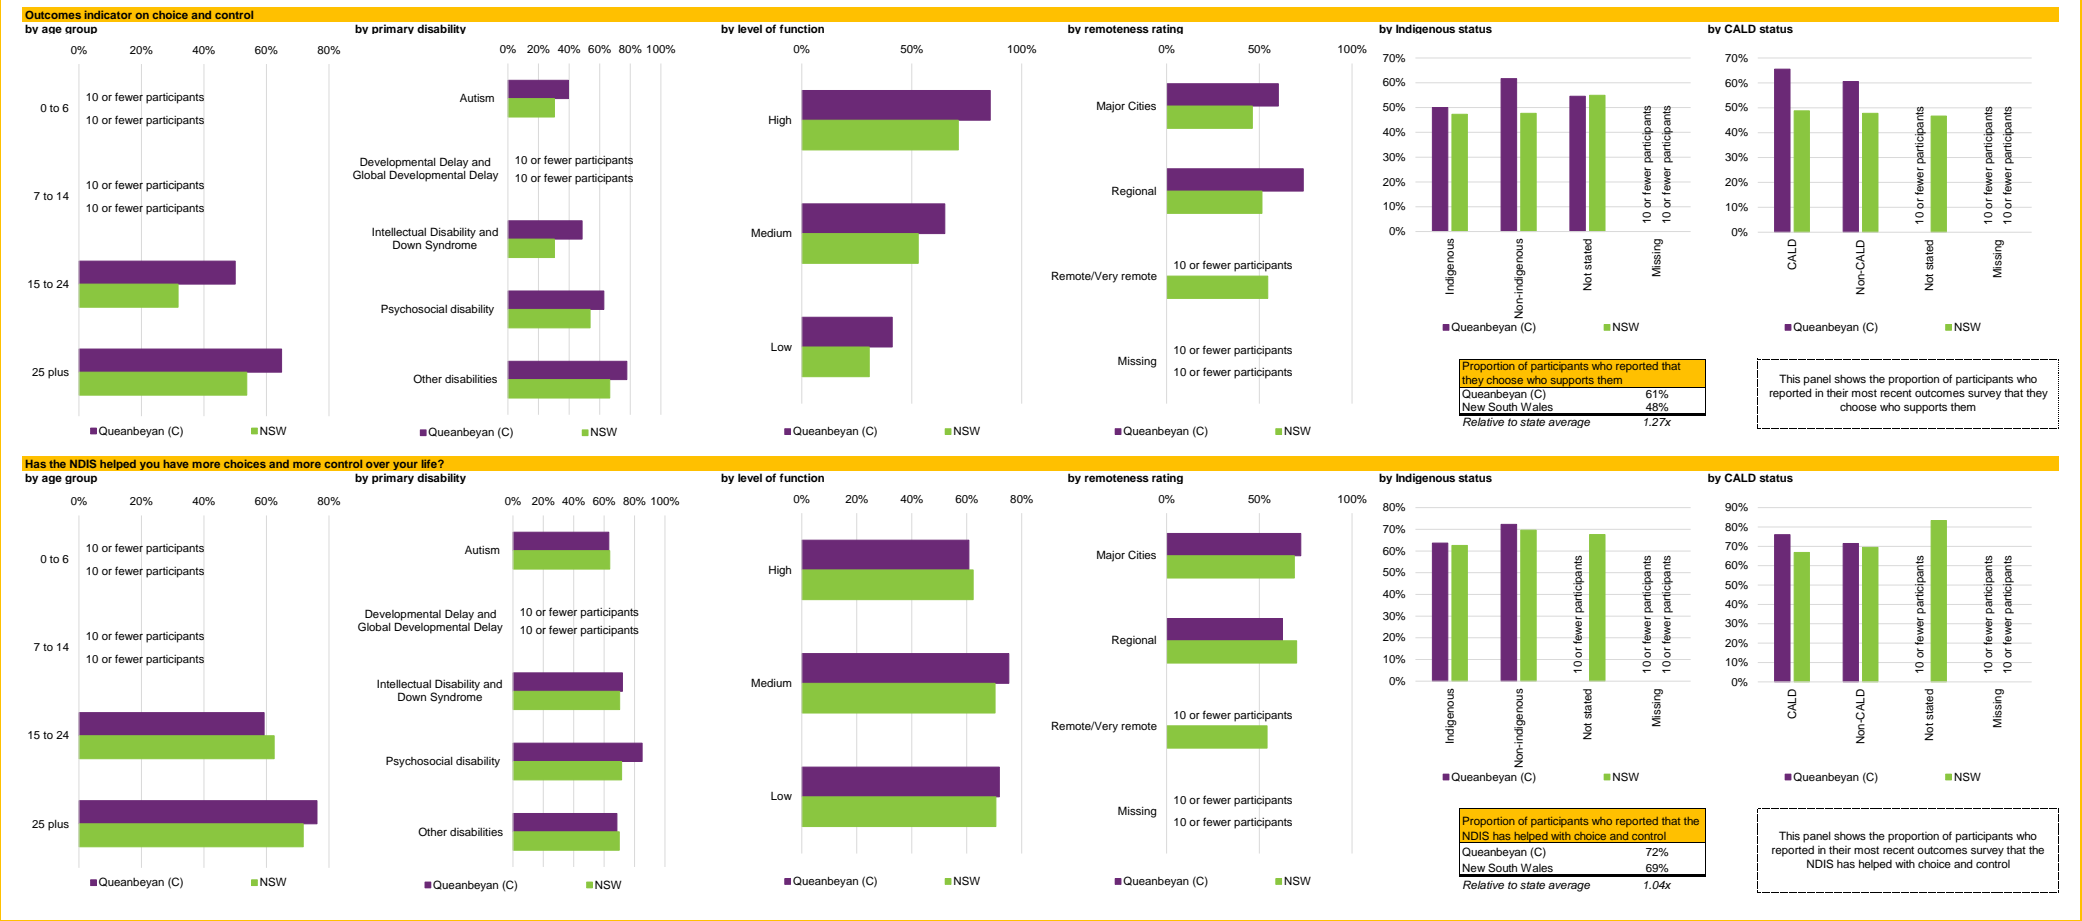 Outcomes indicator on choice and control
by age group
0% 20% 40% 60% 80%
0 to 6
10 or fewer participants
10 or fewer participants
7 to 14
10 or fewer participants
10 or fewer participants
15 to 24
25 plus
Queanbeyan (C) NSW
by primary disability
0% 20% 40% 60% 80% 100%
Autism
Developmental Delay and
Global Developmental Delay
10 or fewer participants
10 or fewer participants
Intellectual Disability and
Down Syndrome
Psychosocial disability
Other disabilities
Queanbeyan (C) NSW
by level of function
0% 50% 100%
High
Medium
Low
Queanbeyan (C) NSW
by remoteness rating
0% 50% 100%
Major Cities
Regional
Remote/Very remote
10 or fewer participants
Missing
10 or fewer participants
10 or fewer participants
Queanbeyan (C) NSW
by Indigenous status
70%
60%
50%
40%
30%
20%
10%
0%
10 or fewer participants
10 or fewer participants
Indigenous
Non-indigenous
Not stated
Missing
Queanbeyan (C) NSW
Proportion of participants who reported that
they choose who supports them
Queanbeyan (C) 61%
New South Wales 48%
Relative to state average 1.27x
by CALD status
70%
60%
50%
40%
30%
20%
10%
0%
10 or fewer participants
10 or fewer participants
10 or fewer participants
CALD
Non-CALD
Not stated
Missing
Queanbeyan (C) NSW
This panel shows the proportion of participants who
reported in their most recent outcomes survey that they
choose who supports them
Has the NDIS helped you have more choices and more control over your life?
by age group
0% 20% 40% 60% 80%
0 to 6
10 or fewer participants
10 or fewer participants
7 to 14
10 or fewer participants
10 or fewer participants
15 to 24
25 plus
Queanbeyan (C) NSW
by primary disability
0% 20% 40% 60% 80% 100%
Autism
Developmental Delay and
Global Developmental Delay
10 or fewer participants
10 or fewer participants
Intellectual Disability and
Down Syndrome
Psychosocial disability
Other disabilities
Queanbeyan (C) NSW
by level of function
0% 20% 40% 60% 80%
High
Medium
Low
Queanbeyan (C) NSW
by remoteness rating
0% 50% 100%
Major Cities
Regional
Remote/Very remote
10 or fewer participants
Missing
10 or fewer participants
10 or fewer participants
Queanbeyan (C) NSW
by Indigenous status
80%
70%
60%
50%
40%
30%
20%
10%
0%
10 or fewer participants
10 or fewer participants
10 or fewer participants
Indigenous
Non-indigenous
Not stated
Missing
Queanbeyan (C) NSW
Proportion of participants who reported that the
NDIS has helped with choice and control
Queanbeyan (C) 72%
New South Wales 69%
Relative to state average 1.04x
by CALD status
90%
80%
70%
60%
50%
40%
30%
20%
10%
0%
10 or fewer participants
10 or fewer participants
10 or fewer participants
CALD
Non-CALD
Not stated
Missing
Queanbeyan (C) NSW
This panel shows the proportion of participants who
reported in their most recent outcomes survey that the
NDIS has helped with choice and control